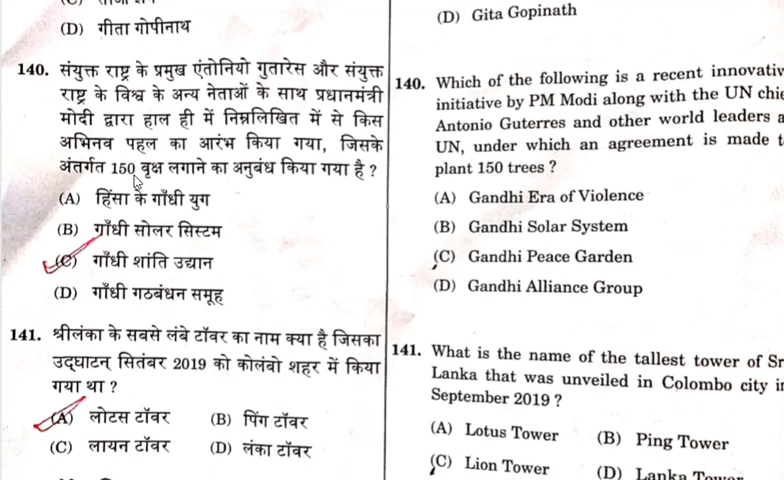 (D) गीता गोपीनाथ
140. संयुक्त राष्ट्र के प्रमुख एंतोनियो गुतारेस और संयुक्त
राष्ट्र के विश्व के अन्य नेताओं के साथ प्रधानमंत्री
मोदी द्वारा हाल ही में निम्नलिखित में से किस
अभिनव पहल का आरंभ किया गया, जिसके
अंतर्गत 150 वृक्ष लगाने का अनुबंध किया गया है ?
(A) हिंसा के गाँधी युग
(B) गाँधी सोलर सिस्टम
(C) गाँधी शांति उद्यान
(D) गाँधी गठबंधन समूह
141. श्रीलंका के सबसे लंबे टॉवर का नाम क्या है जिसका
उद्घाटन सितंबर 2019 को कोलंबो शहर में किया
गया था ?
(A) लोटस टॉवर (B) पिंग टॉवर
(C) लायन टॉवर (D) लंका टॉवर
(D) Gita Gopinath
140. Which of the following is a recent innovativ
initiative by PM Modi along with the UN chie
Antonio Guterres and other world leaders a
UN, under which an agreement is made t
plant 150 trees ?
(A) Gandhi Era of Violence
(B) Gandhi Solar System
(C) Gandhi Peace Garden
(D) Gandhi Alliance Group
141. What is the name of the tallest tower of Sr
Lanka that was unveiled in Colombo city i
September 2019 ?
(A) Lotus Tower (B) Ping Tower
(C) Lion Tower (D) Lanka Tower